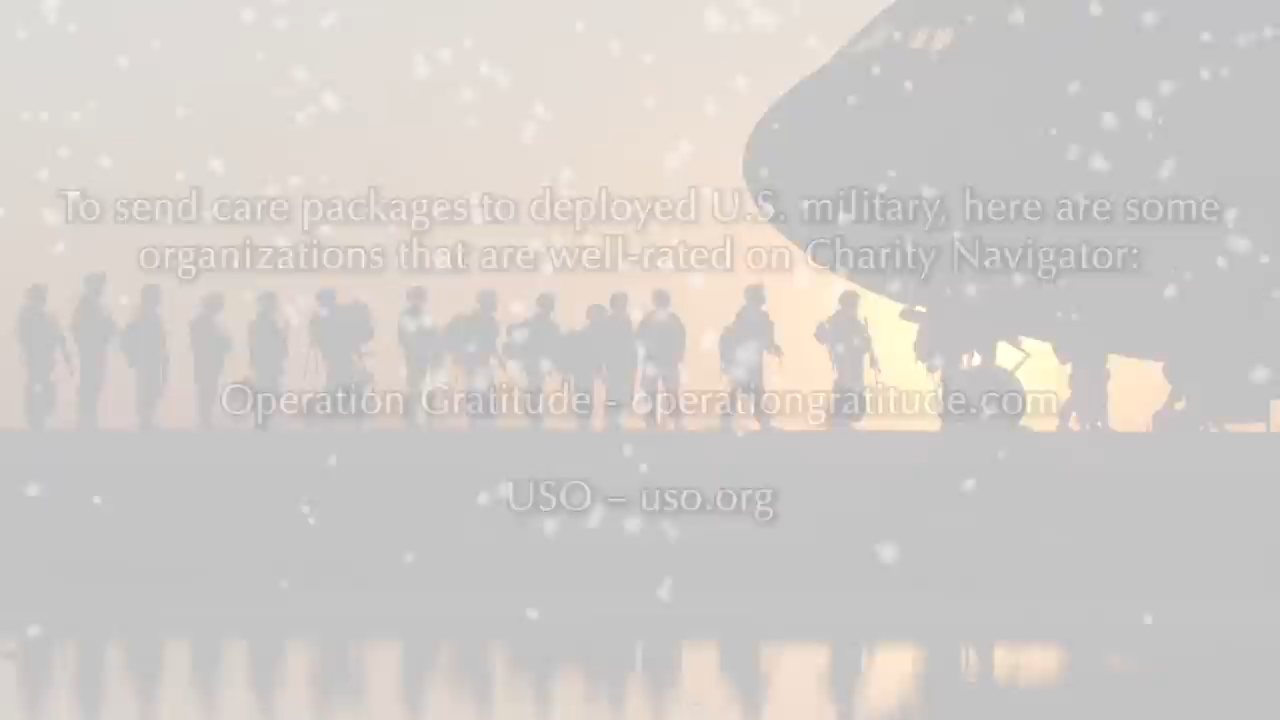 To send care packages to deployed U.S. military, here are some
organizations that are well-rated on Charity Navigator:
Operation Gratitude - operationgratitude.com
USO – uso.org